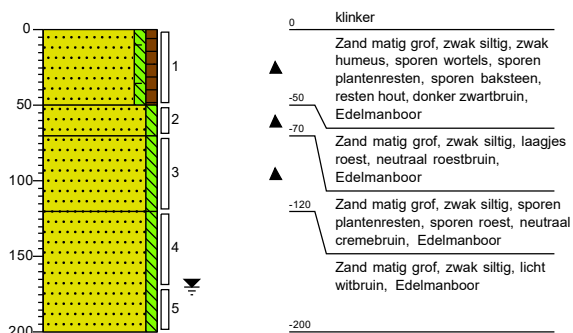 0
50
100
150
200
1
2
3
4
5
0
klinker
Zand matig grof, zwak siltig, zwak
humeus, sporen wortels, sporen
plantenresten, sporen baksteen,
resten hout, donker zwartbruin,
Edelmanboor
-50
Zand matig grof, zwak siltig, laagjes
roest, neutraal roestbruin,
Edelmanboor
-70
Zand matig grof, zwak siltig, sporen
plantenresten, sporen roest, neutraal
cremebruin, Edelmanboor
-120
Zand matig grof, zwak siltig, licht
witbruin, Edelmanboor
-200